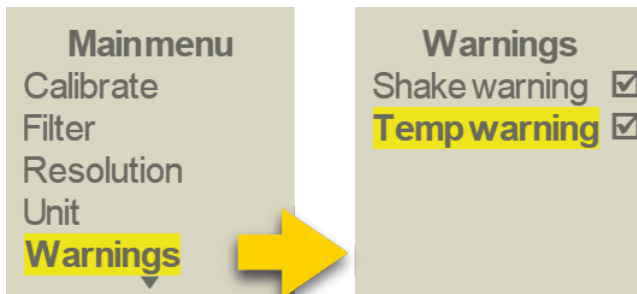 Main menu
Calibrate
Filter
Resolution
Unit
Warnings
Warnings
Shake warning
Temp warning